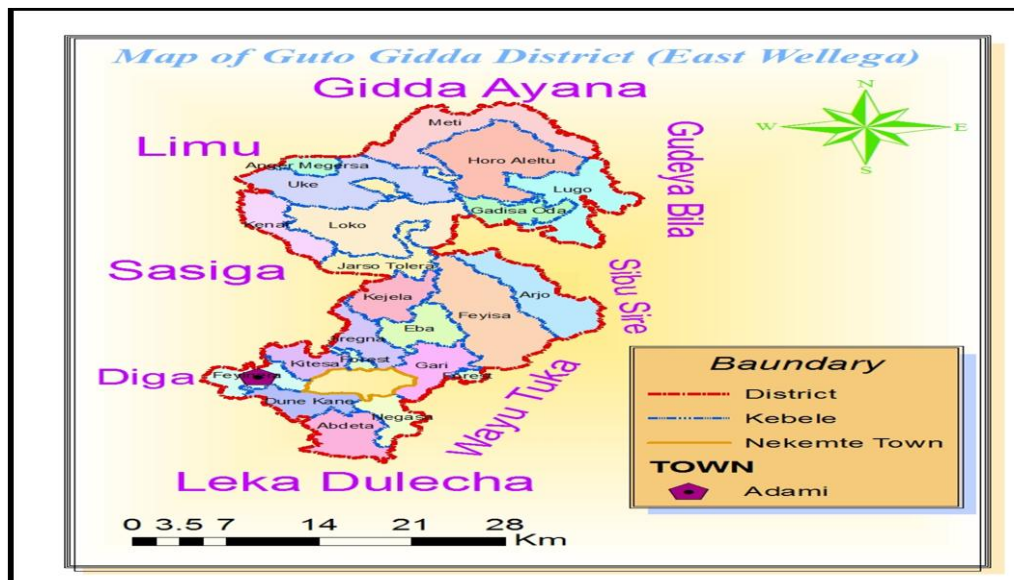 Map of Guto Gidda District (East Wellega)
Gidda Ayana
N
W
E
S
Meti
Limu
Gudeya Bila
Horo Aleltu
Anger Megersa
Uke
Lugo
Gadisa Oda
Kenaf
Loko
Sasiga
Jarso Tolera
Sibu Sire
Kejela
Arjo
Feyisa
Eba
Kitesa
Forest
Gari
Diga
Forest
Dune Kane
Negasa
Wayu Tuka
Abdeta
Leka Dulecha
Baundary
District
Kebele
Nekemte Town
TOWN
Adami
0 3.5 7 14 21 28
Km